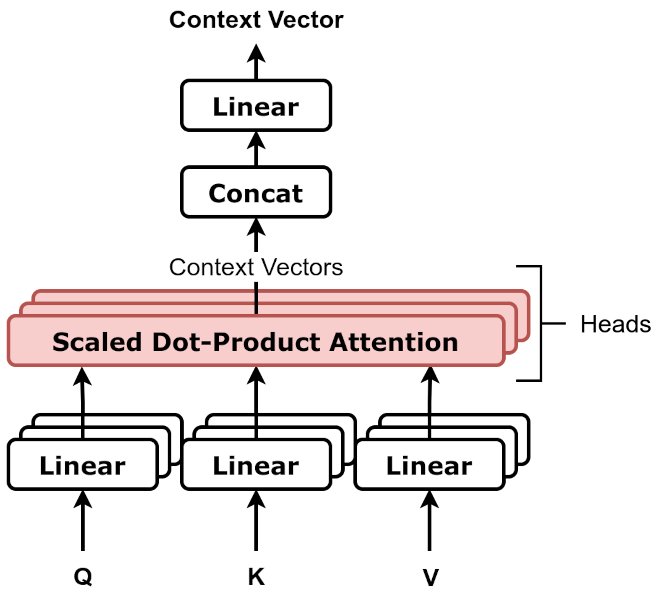 Context Vector
Linear
Concat
Context Vectors
Heads
Scaled Dot-Product Attention
Linear Linear Linear
Q K V